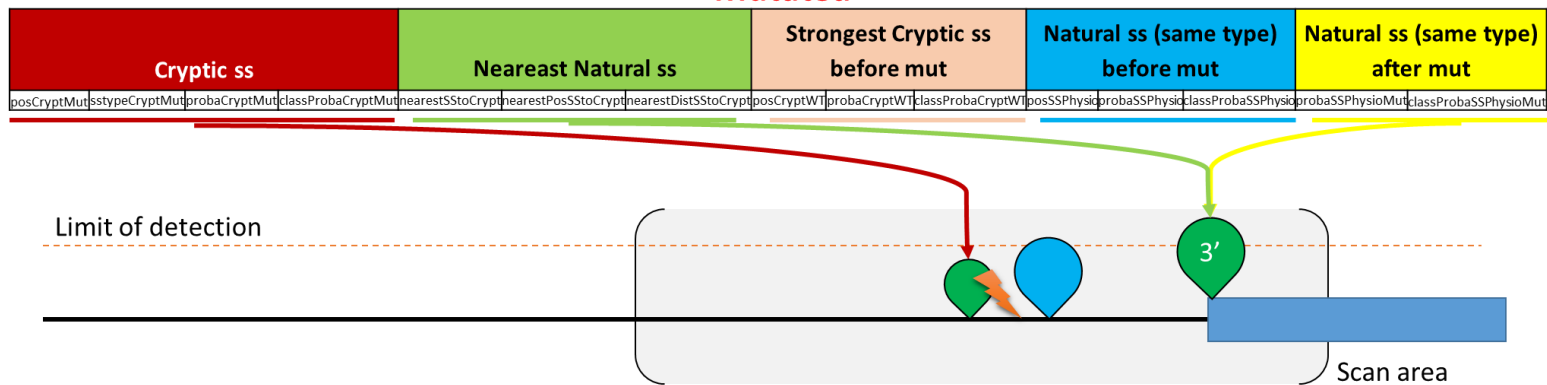 Cryptic ss
Neareast Natural ss
Strongest Cryptic ss
before mut
Natural ss (same type)
before mut
Natural ss (same type)
after mut
posCryptMut sstypeCryptMut probaCryptMut classProbaCryptMut nearestSStoCrypt nearestPosSStoCrypt nearestDistSStoCrypt posCryptWT probaCryptWT classProbaCryptWT posSSPhysio probaSSPhysio classProbaSSPhysio probaSSPhysioMut classProbaSSPhysioMut
Limit of detection
3′
Scan area